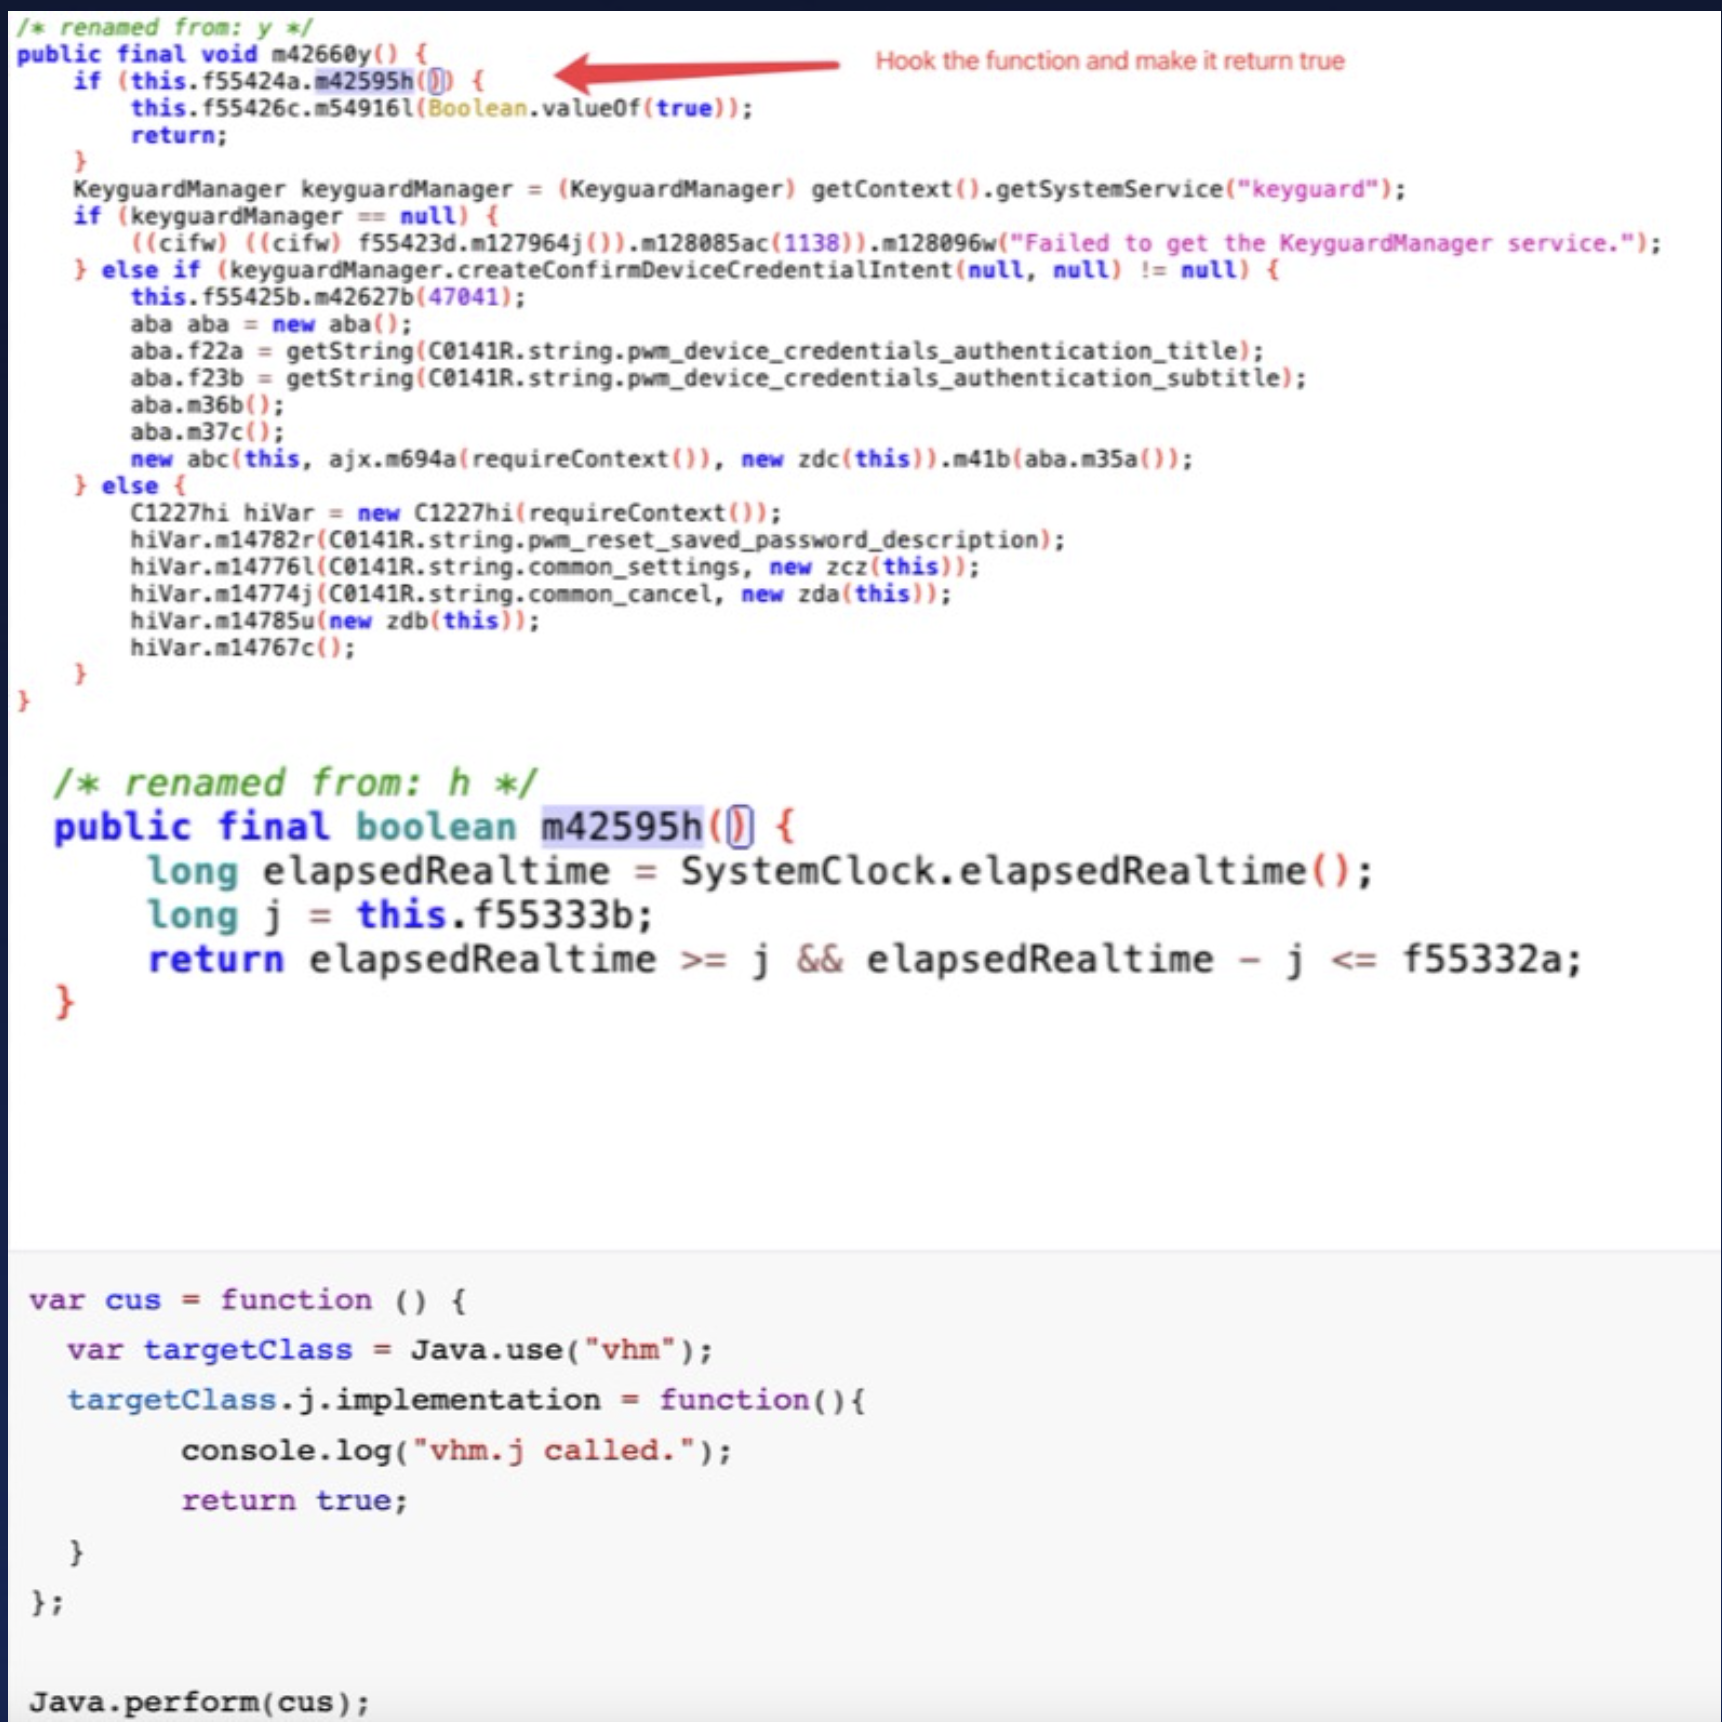 /* renamed from: y */
public final void m42660y() {
if (this.f55424a.m42595h()) {
Hook the function and make it return true
this.f55426c.m54916l(Boolean.valueOf(true));
return;
}
KeyguardManager keyguardManager = (KeyguardManager) getContext().getSystemService("keyguard");
if (keyguardManager == null) {
((cifw) ((cifw) f55423d.m127964j()).m128085ac(1138)).m128096w("Failed to get the KeyguardManager service.");
} else if (keyguardManager.createConfirmDeviceCredentialIntent(null, null) != null) {
this.f55425b.m42627b(47041);
aba aba = new aba();
aba.f22a = getString(C0141R.string.pwm_device_credentials_authentication_title);
aba.f23b = getString(C0141R.string.pwm_device_credentials_authentication_subtitle);
aba.m36b();
aba.m37c();
new abc(this, ajx.m694a(requireContext()), new zdc(this)).m41b(aba.m35a());
} else {
C1227hi hiVar = new C1227hi(requireContext());
hiVar.m14782r(C0141R.string.pwm_reset_saved_password_description);
hiVar.m14776l(C0141R.string.common_settings, new zcz(this));
hiVar.m14774j(C0141R.string.common_cancel, new zda(this));
hiVar.m14785u(new zdb(this));
hiVar.m14767c();
}
}
/* renamed from: h */
public final boolean m42595h() {
long elapsedRealtime = SystemClock.elapsedRealtime();
long j = this.f55333b;
return elapsedRealtime >= j && elapsedRealtime - j <= f55332a;
}
var cus = function () {
var targetClass = Java.use("vhm");
targetClass.j.implementation = function(){
console.log("vhm.j called.");
return true;
}
};
Java.perform(cus);